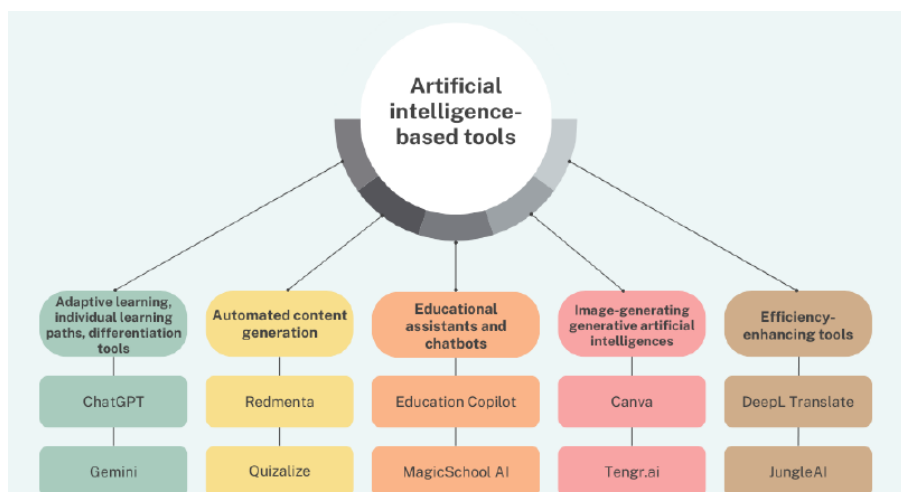 Artificial
intelligence-
based tools
Adaptive learning,
individual learning
paths, differentiation
tools
Automated content
generation
Educational
assistants and
chatbots
Image-generating
generative artificial
intelligences
Efficiency-
enhancing tools
ChatGPT
Redmenta
Education Copilot
Canva
DeepL Translate
Gemini
Quizalize
MagicSchool AI
Tengr.ai
JungleAI